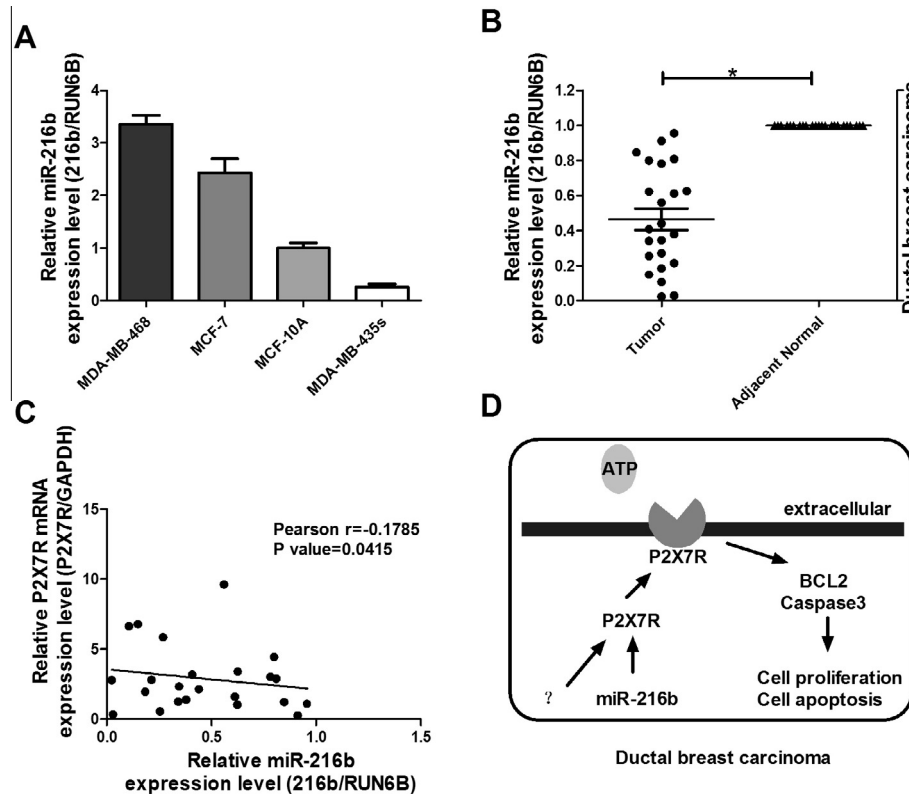 A
Relative miR-216b
expression level (216b/RUN6B)
4
3
2
1
0
MDA-MB-468
MCF-7
MCF-10A
MDA-MB-435s
B
Relative miR-216b
expression level (216b/RUN6B)
*
1.2
1.0
0.8
0.6
0.4
0.2
0.0
Tumor
Adjacent Normal
Ductal breast carcinoma
C
Relative P2X7R mRNA
expression level (P2X7R/GAPDH)
15
10
5
0
Pearson r=-0.1785
P value=0.0415
0.0
0.5
1.0
1.5
Relative miR-216b
expression level (216b/RUN6B)
D
ATP
extracellular
P2X7R
BCL2
Caspase3
P2X7R
?
miR-216b
Cell proliferation
Cell apoptosis
Ductal breast carcinoma